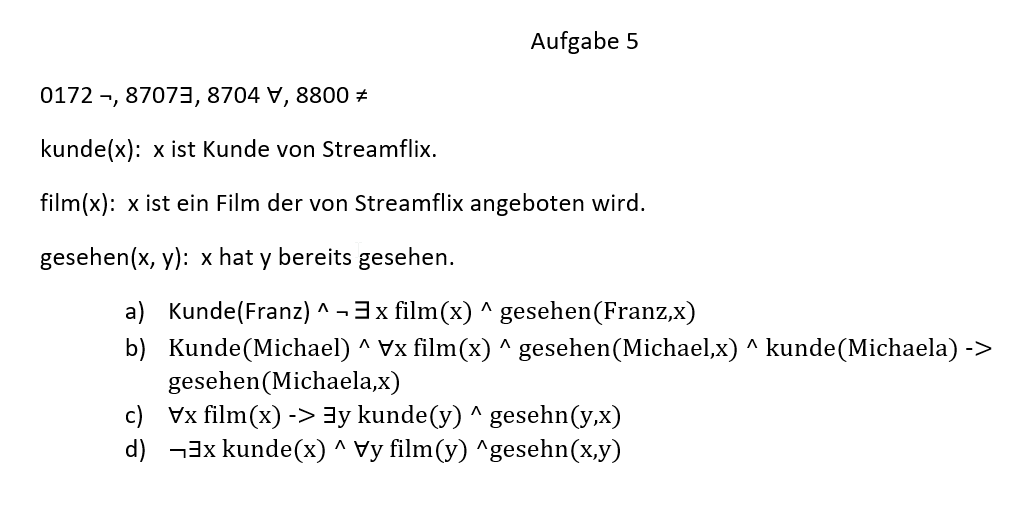 Aufgabe 5
0172 ¬, 8707∃, 8704 ∀, 8800 ≠
kunde(x): x ist Kunde von Streamflix.
film(x): x ist ein Film der von Streamflix angeboten wird.
gesehen(x, y): x hat y bereits gesehen.
a) Kunde(Franz) ^ ¬ ∃ x film(x) ^ gesehen(Franz,x)
b) Kunde(Michael) ^ ∀x film(x) ^ gesehen(Michael,x) ^ kunde(Michaela) ->
gesehen(Michaela,x)
c) ∀x film(x) -> ∃y kunde(y) ^ gesehn(y,x)
d) ¬∃x kunde(x) ^ ∀y film(y) ^gesehn(x,y)